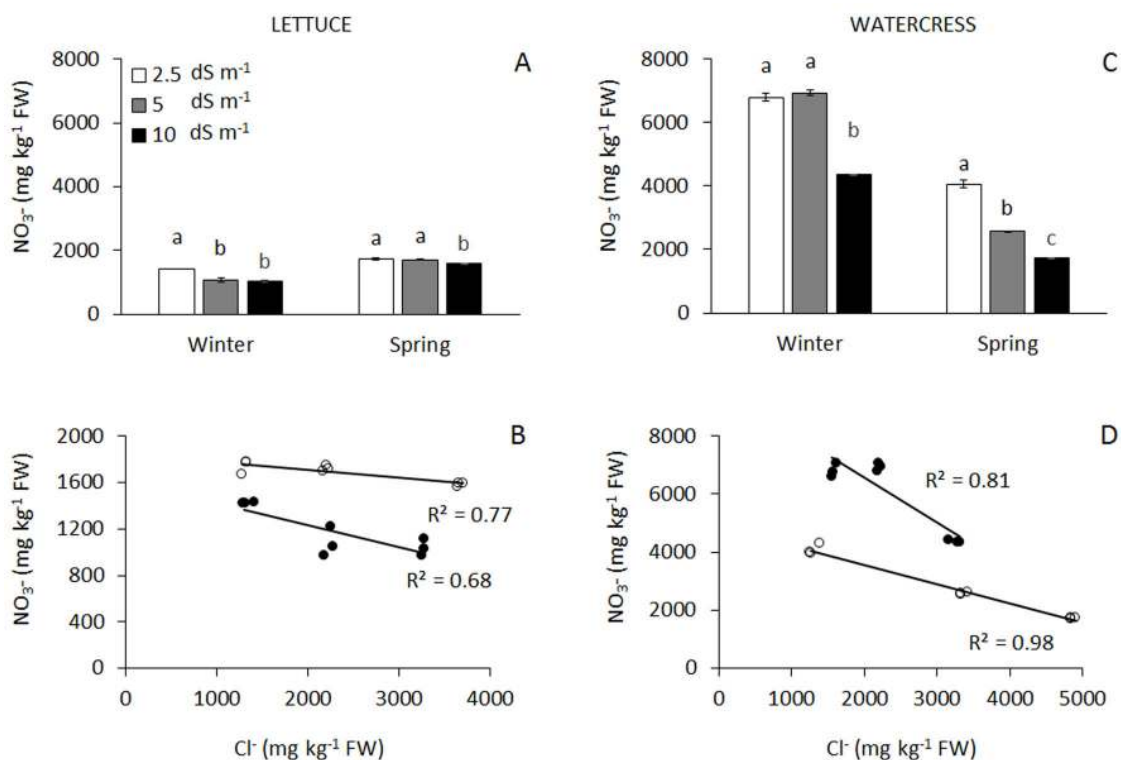 LETTUCE
A
2.5 dS m⁻¹
5 dS m⁻¹
10 dS m⁻¹
NO₃- (mg kg⁻¹ FW)
8000
6000
4000
2000
0
a b b
a a b
Winter Spring
WATERCRESS
C
NO₃- (mg kg⁻¹ FW)
8000
6000
4000
2000
0
a a b
a b c
Winter Spring
B
NO₃- (mg kg⁻¹ FW)
2000
1600
1200
800
400
0
R² = 0.77
R² = 0.68
0 1000 2000 3000 4000
Cl⁻ (mg kg⁻¹ FW)
D
NO₃- (mg kg⁻¹ FW)
8000
6000
4000
2000
0
R² = 0.81
R² = 0.98
0 1000 2000 3000 4000 5000
Cl⁻ (mg kg⁻¹ FW)